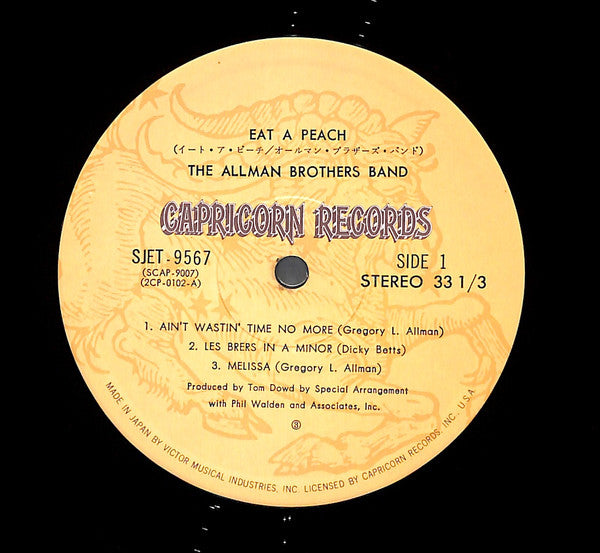 EAT A PEACH
(イート・ア・ピーチ/オールマン・ブラザーズ・バンド)
THE ALLMAN BROTHERS BAND
CAPRICORN RECORDS
SJET-9567
(SCAP-9007)
(2CP-0102-A)
SIDE 1
STEREO 33 1/3
1. AIN'T WASTIN' TIME NO MORE (Gregory L. Allman)
2. LES BRERS IN A MINOR (Dicky Betts)
3. MELISSA (Gregory L. Allman)
Produced by Tom Dowd by Special Arrangement
with Phil Walden and Associates, Inc.
③
MADE IN JAPAN BY VICTOR MUSICAL INDUSTRIES, INC. LICENSED BY CAPRICORN RECORDS, INC. U.S.A.